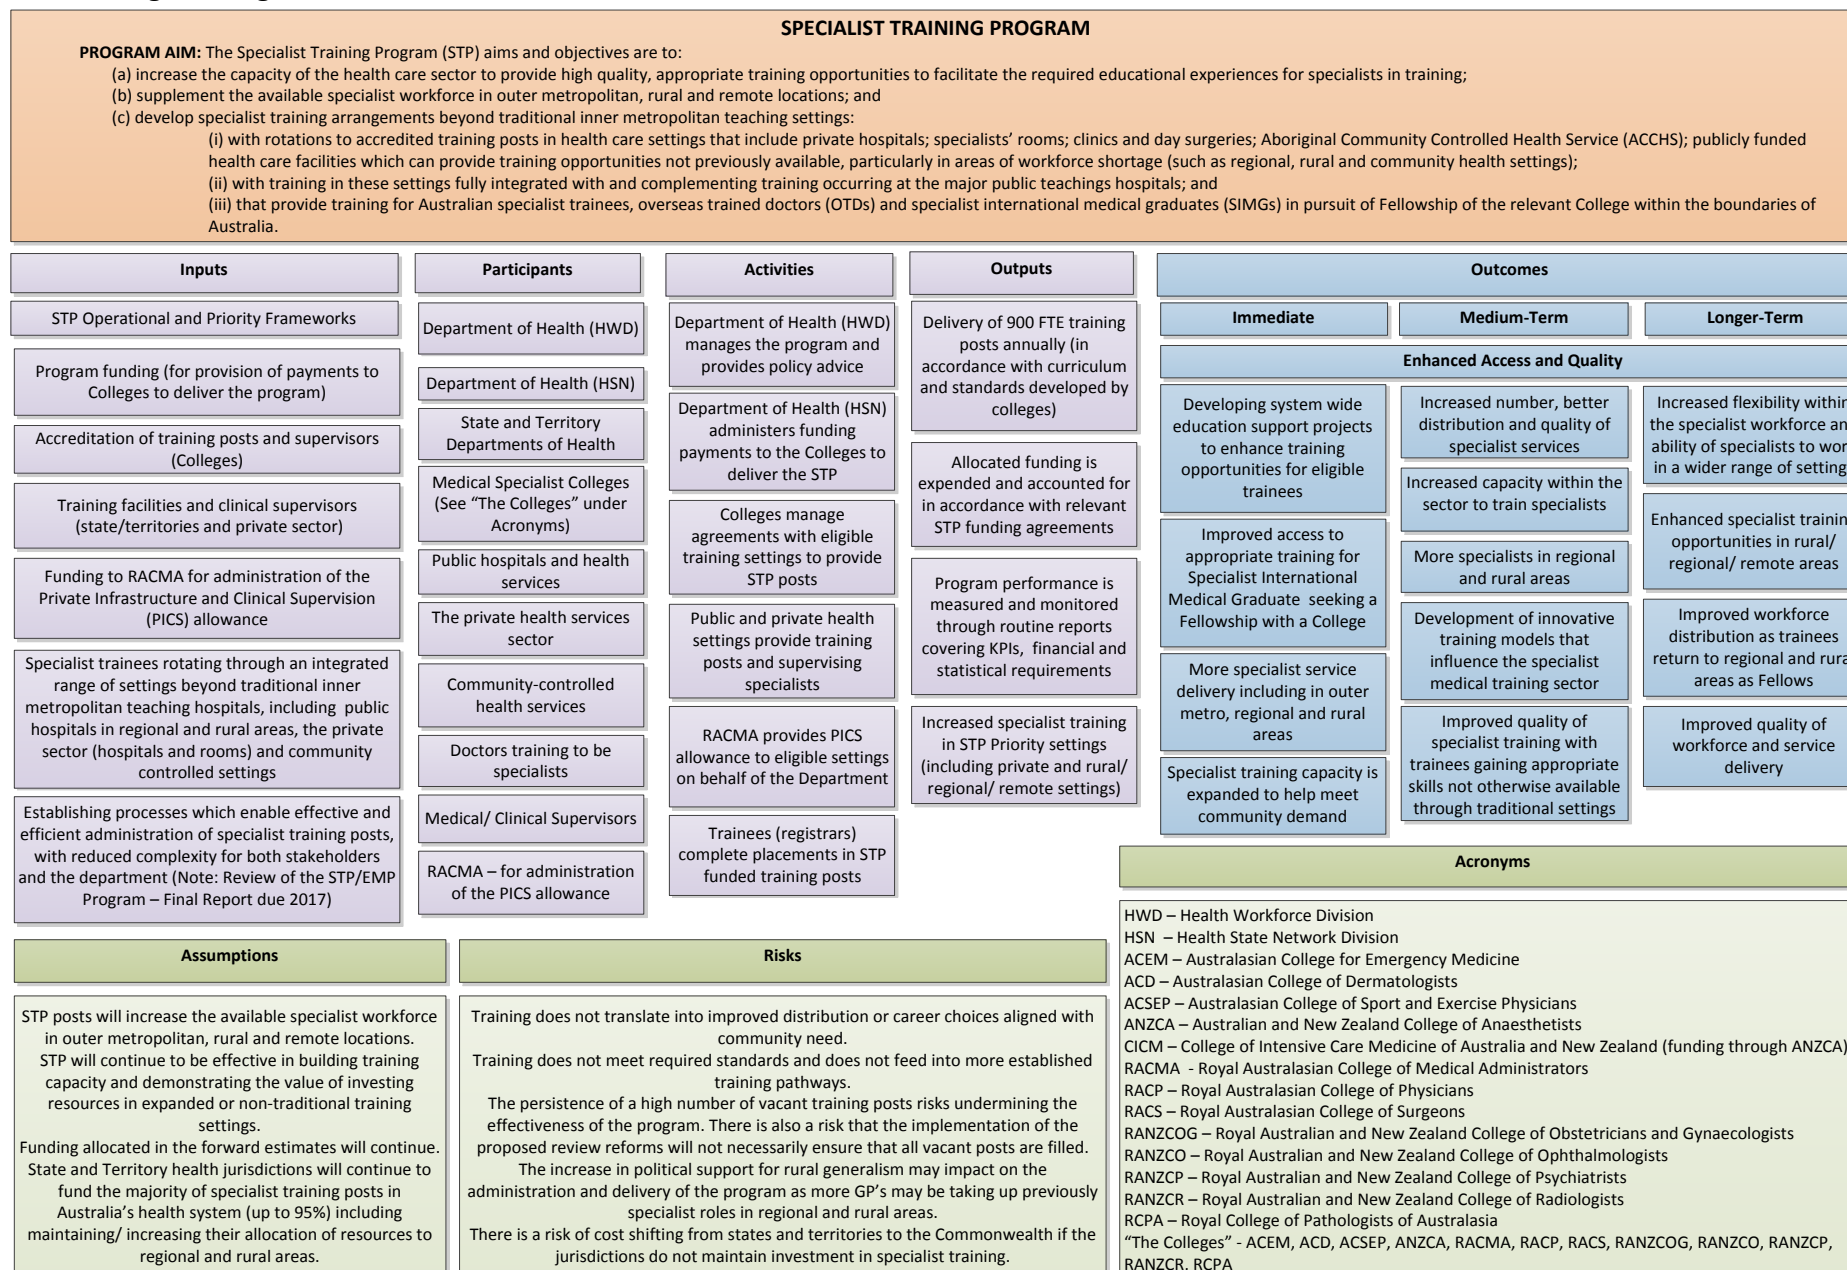 SPECIALIST TRAINING PROGRAM
PROGRAM AIM: The Specialist Training Program (STP) aims and objectives are to:
(a) increase the capacity of the health care sector to provide high quality, appropriate training opportunities to facilitate the required educational experiences for specialists in training;
(b) supplement the available specialist workforce in outer metropolitan, rural and remote locations; and
(c) develop specialist training arrangements beyond traditional inner metropolitan teaching settings:
(i) with rotations to accredited training posts in health care settings that include private hospitals; specialists' rooms; clinics and day surgeries; Aboriginal Community Controlled Health Service (ACCHS); publicly funded
health care facilities which can provide training opportunities not previously available, particularly in areas of workforce shortage (such as regional, rural and community health settings);
(ii) with training in these settings fully integrated with and complementing training occurring at the major public teachings hospitals; and
(iii) that provide training for Australian specialist trainees, overseas trained doctors (OTDs) and specialist international medical graduates (SIMGs) in pursuit of Fellowship of the relevant College within the boundaries of
Australia.
Inputs
STP Operational and Priority Frameworks
Program funding (for provision of payments to
Colleges to deliver the program)
Accreditation of training posts and supervisors
(Colleges)
Training facilities and clinical supervisors
(state/territories and private sector)
Funding to RACMA for administration of the
Private Infrastructure and Clinical Supervision
(PICS) allowance
Specialist trainees rotating through an integrated
range of settings beyond traditional inner
metropolitan teaching hospitals, including public
hospitals in regional and rural areas, the private
sector (hospitals and rooms) and community
controlled settings
Establishing processes which enable effective and
efficient administration of specialist training posts,
with reduced complexity for both stakeholders
and the department (Note: Review of the STP/EMP
Program – Final Report due 2017)
Participants
Department of Health (HWD)
Department of Health (HSN)
State and Territory
Departments of Health
Medical Specialist Colleges
(See "The Colleges" under
Acronyms)
Public hospitals and health
services
The private health services
sector
Community-controlled
health services
Doctors training to be
specialists
Medical/ Clinical Supervisors
RACMA – for administration
of the PICS allowance
Activities
Department of Health (HWD)
manages the program and
provides policy advice
Department of Health (HSN)
administers funding
payments to the Colleges to
deliver the STP
Colleges manage
agreements with eligible
training settings to provide
STP posts
Public and private health
settings provide training
posts and supervising
specialists
RACMA provides PICS
allowance to eligible settings
on behalf of the Department
Trainees (registrars)
complete placements in STP
funded training posts
Outputs
Delivery of 900 FTE training
posts annually (in
accordance with curriculum
and standards developed by
colleges)
Allocated funding is
expended and accounted for
in accordance with relevant
STP funding agreements
Program performance is
measured and monitored
through routine reports
covering KPIs, financial and
statistical requirements
Increased specialist training
in STP Priority settings
(including private and rural/
regional/ remote settings)
Outcomes
Immediate
Medium-Term
Longer-Term
Enhanced Access and Quality
Developing system wide
education support projects
to enhance training
opportunities for eligible
trainees
Improved access to
appropriate training for
Specialist International
Medical Graduate seeking a
Fellowship with a College
More specialist service
delivery including in outer
metro, regional and rural
areas
Specialist training capacity is
expanded to help meet
community demand
Increased number, better
distribution and quality of
specialist services
Increased capacity within the
sector to train specialists
More specialists in regional
and rural areas
Development of innovative
training models that
influence the specialist
medical training sector
Improved quality of
specialist training with
trainees gaining appropriate
skills not otherwise available
through traditional settings
Increased flexibility within
the specialist workforce an
ability of specialists to wor
in a wider range of setting
Enhanced specialist trainin
opportunities in rural/
regional/ remote areas
Improved workforce
distribution as trainees
return to regional and rura
areas as Fellows
Improved quality of
workforce and service
delivery
Assumptions
STP posts will increase the available specialist workforce
in outer metropolitan, rural and remote locations.
STP will continue to be effective in building training
capacity and demonstrating the value of investing
resources in expanded or non-traditional training
settings.
Funding allocated in the forward estimates will continue.
State and Territory health jurisdictions will continue to
fund the majority of specialist training posts in
Australia's health system (up to 95%) including
maintaining/ increasing their allocation of resources to
regional and rural areas.
Risks
Training does not translate into improved distribution or career choices aligned with
community need.
Training does not meet required standards and does not feed into more established
training pathways.
The persistence of a high number of vacant training posts risks undermining the
effectiveness of the program. There is also a risk that the implementation of the
proposed review reforms will not necessarily ensure that all vacant posts are filled.
The increase in political support for rural generalism may impact on the
administration and delivery of the program as more GP's may be taking up previously
specialist roles in regional and rural areas.
There is a risk of cost shifting from states and territories to the Commonwealth if the
jurisdictions do not maintain investment in specialist training.
Acronyms
HWD – Health Workforce Division
HSN – Health State Network Division
ACEM – Australasian College for Emergency Medicine
ACD – Australasian College of Dermatologists
ACSEP – Australasian College of Sport and Exercise Physicians
ANZCA – Australian and New Zealand College of Anaesthetists
CICM – College of Intensive Care Medicine of Australia and New Zealand (funding through ANZCA)
RACMA - Royal Australasian College of Medical Administrators
RACP – Royal Australasian College of Physicians
RACS – Royal Australasian College of Surgeons
RANZCOG – Royal Australian and New Zealand College of Obstetricians and Gynaecologists
RANZCO – Royal Australian and New Zealand College of Ophthalmologists
RANZCP – Royal Australian and New Zealand College of Psychiatrists
RANZCR – Royal Australian and New Zealand College of Radiologists
RCPA – Royal College of Pathologists of Australasia
"The Colleges" - ACEM, ACD, ACSEP, ANZCA, RACMA, RACP, RACS, RANZCOG, RANZCO, RANZCP,
RANZCR, RCPA